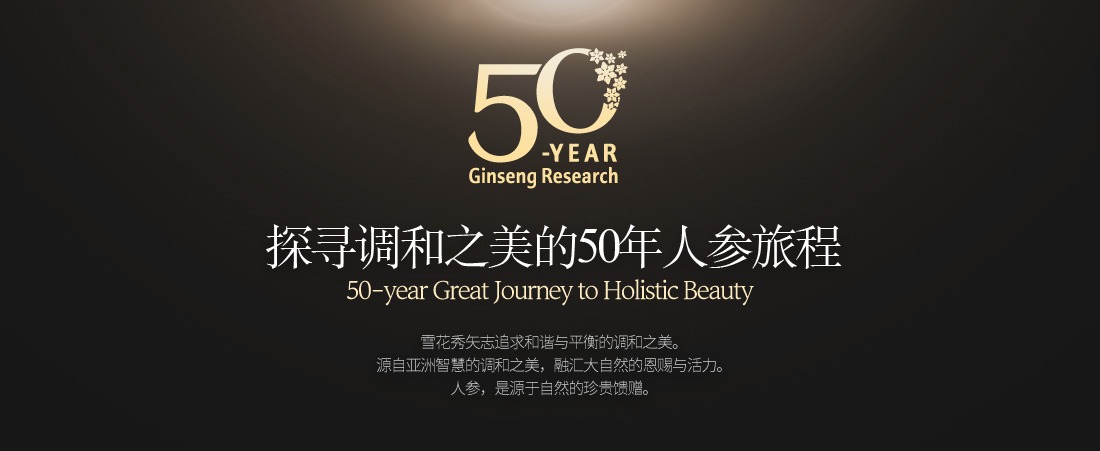 50
-YEAR
Ginseng Research
探寻调和之美的50年人参旅程
50-year Great Journey to Holistic Beauty
雪花秀矢志追求和谐与平衡的调和之美。
源自亚洲智慧的调和之美，融汇大自然的恩赐与活力。
人参，是源于自然的珍贵馈赠。